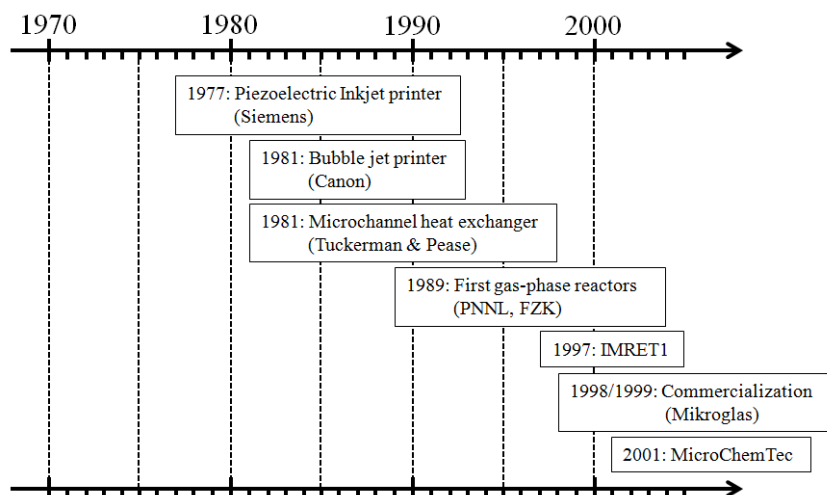 1970 1980 1990 2000
1977: Piezoelectric Inkjet printer
(Siemens)
1981: Bubble jet printer
(Canon)
1981: Microchannel heat exchanger
(Tuckerman & Pease)
1989: First gas-phase reactors
(PNNL, FZK)
1997: IMRET1
1998/1999: Commercialization
(Mikroglas)
2001: MicroChemTec